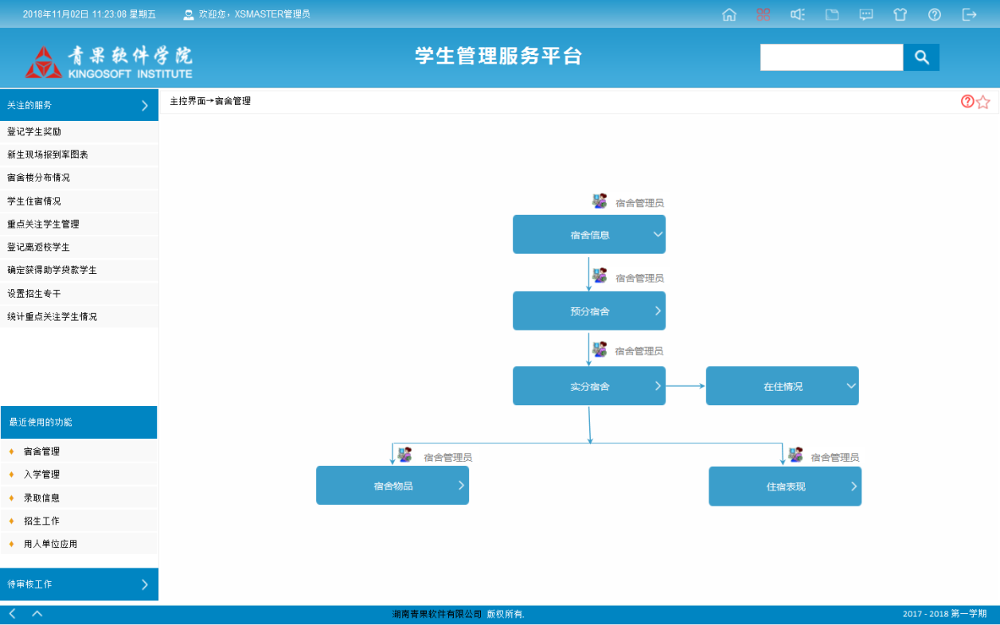 2018年11月02日 11:23:08 星期五
欢迎您，XSMASTER管理员
青果软件学院
KINGOSOFT INSTITUTE
学生管理服务平台
关注的服务
主控界面→宿舍管理
登记学生奖励
新生现场报到率图表
宿舍楼分布情况
学生住宿情况
重点关注学生管理
登记离返校学生
确定获得助学贷款学生
设置招生专干
统计重点关注学生情况
宿舍管理员
宿舍信息
宿舍管理员
预分宿舍
宿舍管理员
实分宿舍
在住情况
宿舍管理员
宿舍管理员
宿舍物品
住宿表现
最近使用的功能
宿舍管理
入学管理
录取信息
招生工作
用人单位应用
待审核工作
湖南青果软件有限公司 版权所有.
2017 - 2018 第一学期